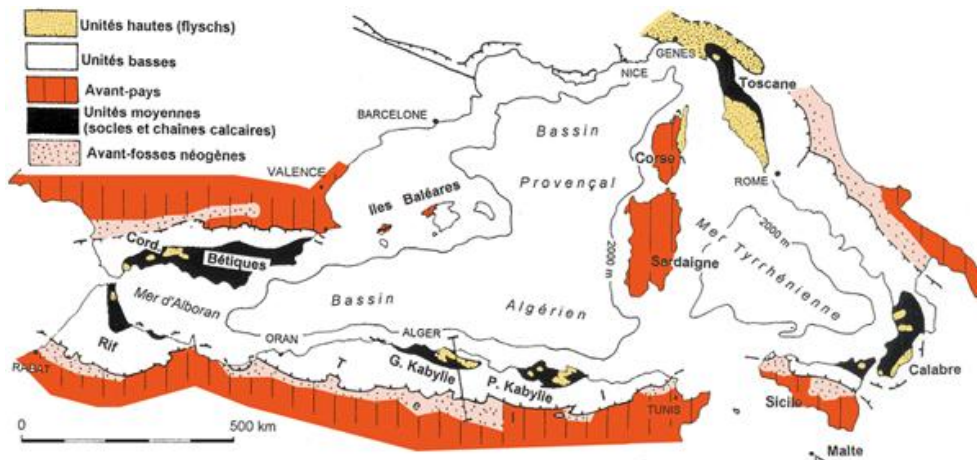 Unités hautes (flyschs)
Unités basses
Avant-pays
Unités moyennes
(socles et chaînes calcaires)
Avant-fosses néogènes
GENES
NICE
Toscane
BARCELONE
Bassin
Provençal
Corse
VALENCE
Iles Baléares
ROME
2000 m
2000 m
Mer Tyrrhénienne
Sardaigne
Cord.
Bétiques
Mer d'Alboran
Bassin
Algérien
ORAN
ALGER
Rif
T
G. Kabylie
P. Kabylie
Calabre
RABAT
e
TUNIS
Sicile
0
500 km
Malte